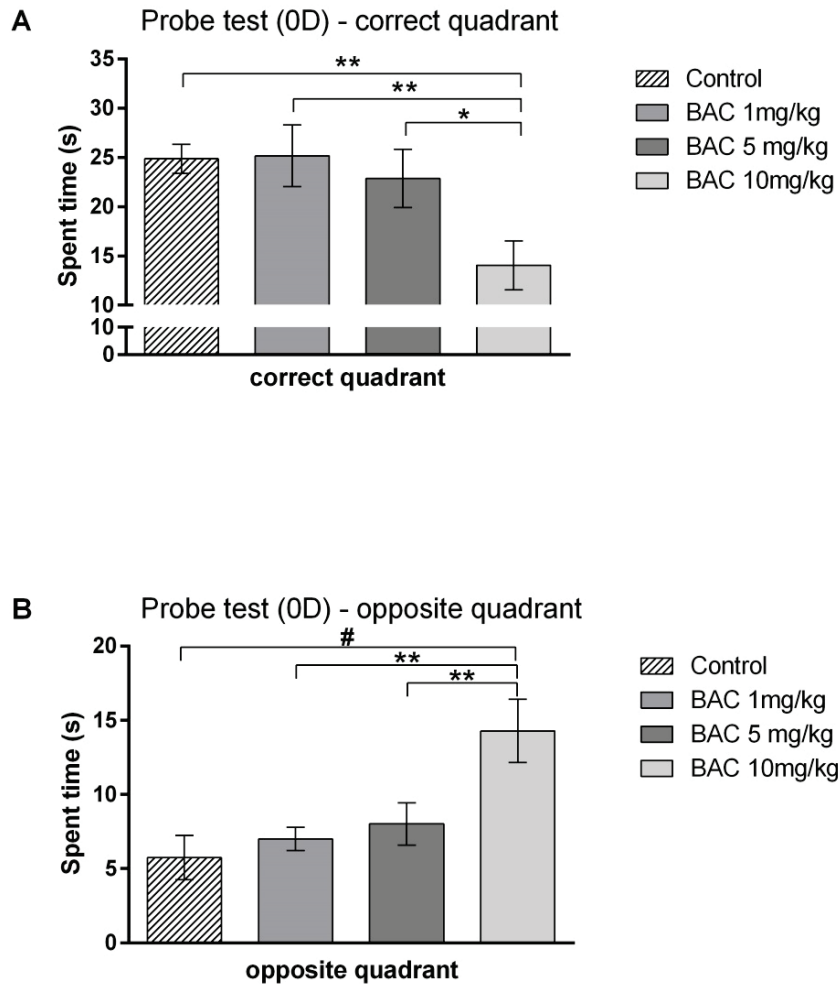 A
Probe test (0D) - correct quadrant
35
30
25
20
15
10
10
0
Spent time (s)
**
**
*
correct quadrant
Control
BAC 1mg/kg
BAC 5 mg/kg
BAC 10mg/kg
B
Probe test (0D) - opposite quadrant
20
15
10
5
0
Spent time (s)
#
**
**
opposite quadrant
Control
BAC 1mg/kg
BAC 5 mg/kg
BAC 10mg/kg